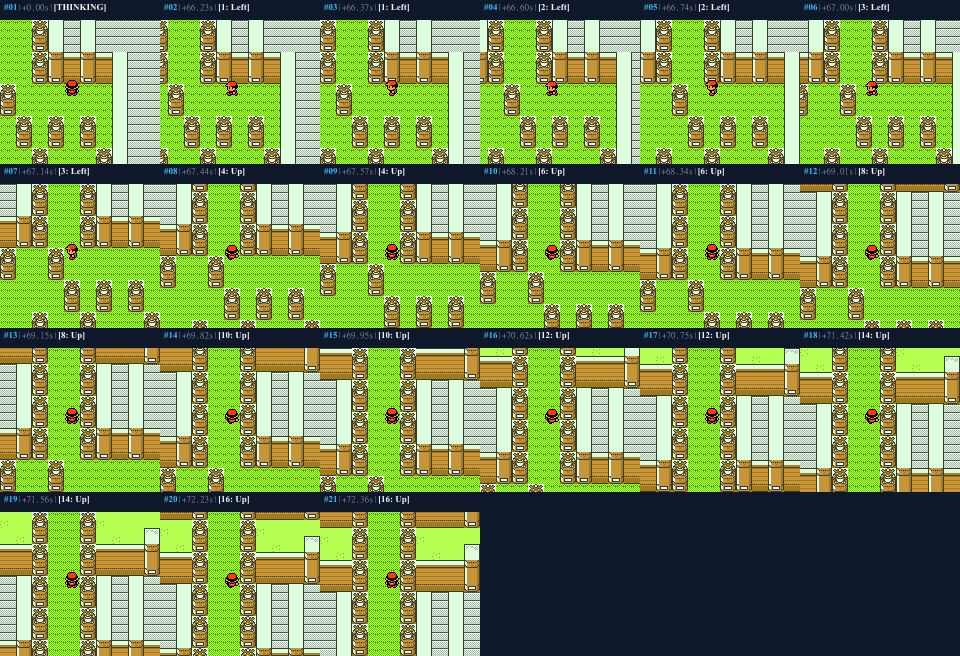 #01|+0.00s|[THINKING]
#02|+66.23s|[1: Left]
#03|+66.37s|[1: Left]
#04|+66.60s|[2: Left]
#05|+66.74s|[2: Left]
#06|+67.00s|[3: Left]
#07|+67.14s|[3: Left]
#08|+67.44s|[4: Up]
#09|+67.57s|[4: Up]
#10|+68.21s|[6: Up]
#11|+68.34s|[6: Up]
#12|+69.01s|[8: Up]
#13|+69.15s|[8: Up]
#14|+69.82s|[10: Up]
#15|+69.95s|[10: Up]
#16|+70.62s|[12: Up]
#17|+70.75s|[12: Up]
#18|+71.42s|[14: Up]
#19|+71.56s|[14: Up]
#20|+72.23s|[16: Up]
#21|+72.36s|[16: Up]